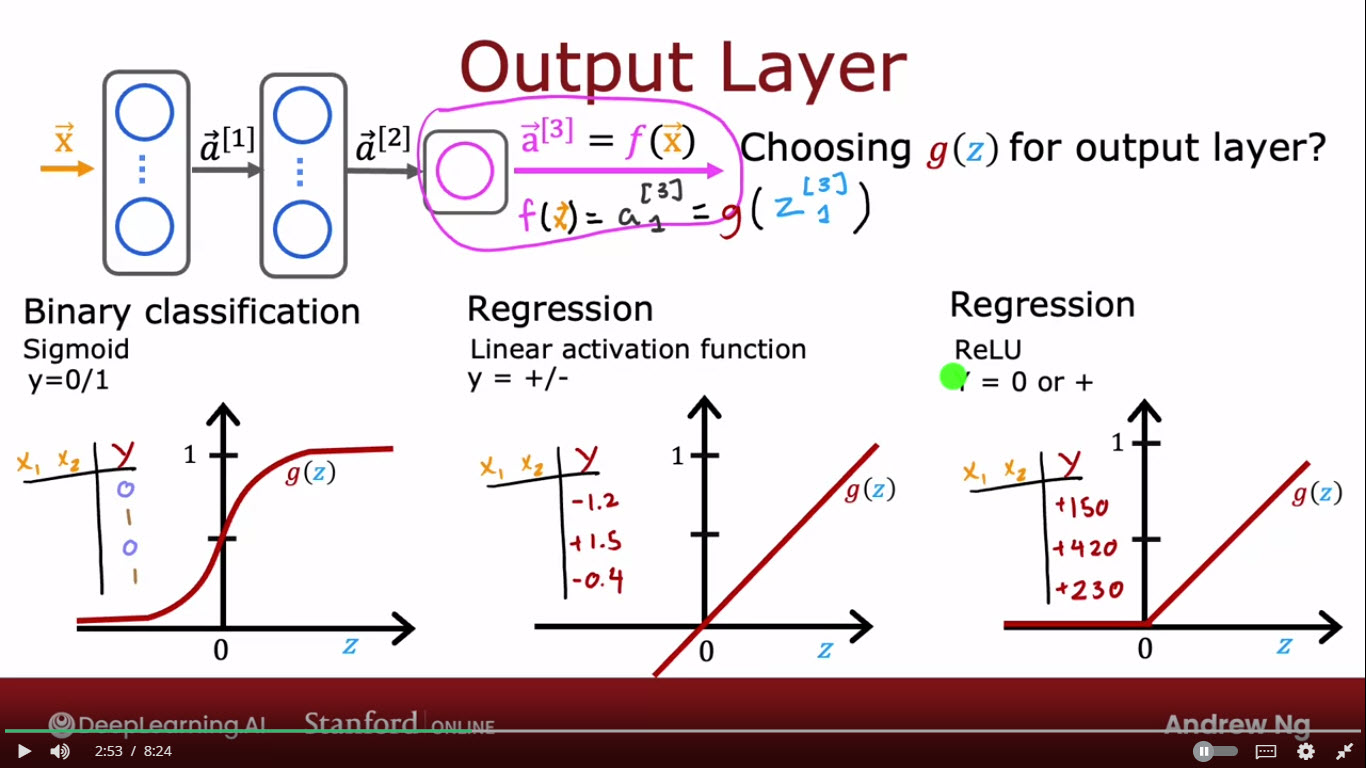 Output Layer
x⃗
a⃗[1]
a⃗[2]
a⃗[3] = f(x⃗)
f(x⃗) = a₁[3] = g(z₁[3])
Choosing g(z) for output layer?
Binary classification
Sigmoid
y=0/1
x₁ x₂ y
0
1
0
1
1
g(z)
0
z
Regression
Linear activation function
y = +/-
x₁ x₂ y
-1.2
+1.5
-0.4
1
g(z)
0
z
Regression
ReLU
Y = 0 or +
x₁ x₂ y
+150
+420
+230
1
g(z)
0
z
DeepLearning.AI Stanford ONLINE Andrew Ng
2:53 / 8:24